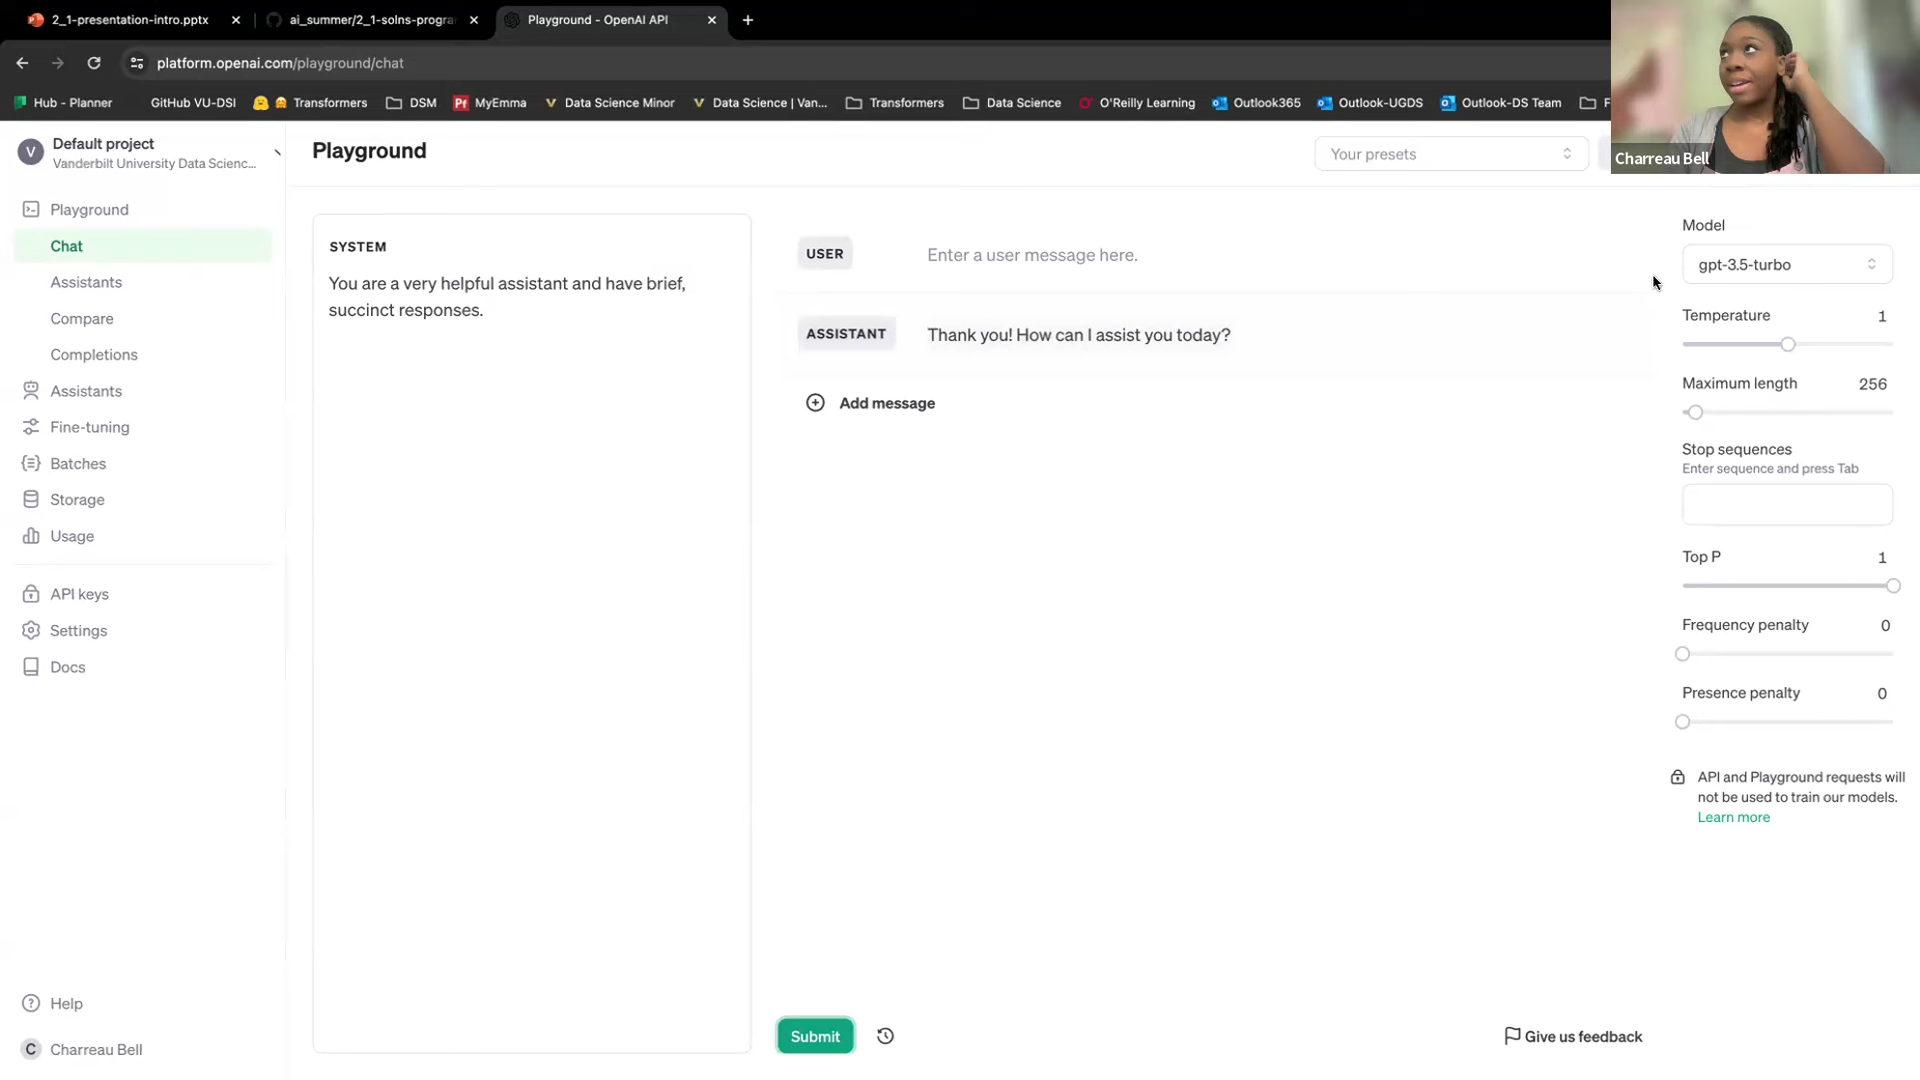 2_1-presentation-intro.pptx
ai_summer/2_1-solns-progra
Playground - OpenAI API
platform.openai.com/playground/chat
Hub - Planner
GitHub VU-DSI
Transformers
DSM
Pf MyEmma
Data Science Minor
Data Science | Van...
Transformers
Data Science
O'Reilly Learning
Outlook365
Outlook-UGDS
Outlook-DS Team
F
Charreau Bell
V
Default project
Vanderbilt University Data Scienc...
Playground
Chat
Assistants
Compare
Completions
Assistants
Fine-tuning
Batches
Storage
Usage
API keys
Settings
Docs
Help
C Charreau Bell
Playground
Your presets
SYSTEM
You are a very helpful assistant and have brief,
succinct responses.
USER
Enter a user message here.
ASSISTANT
Thank you! How can I assist you today?
Add message
Submit
Give us feedback
Model
gpt-3.5-turbo
Temperature 1
Maximum length 256
Stop sequences
Enter sequence and press Tab
Top P 1
Frequency penalty 0
Presence penalty 0
API and Playground requests will
not be used to train our models.
Learn more